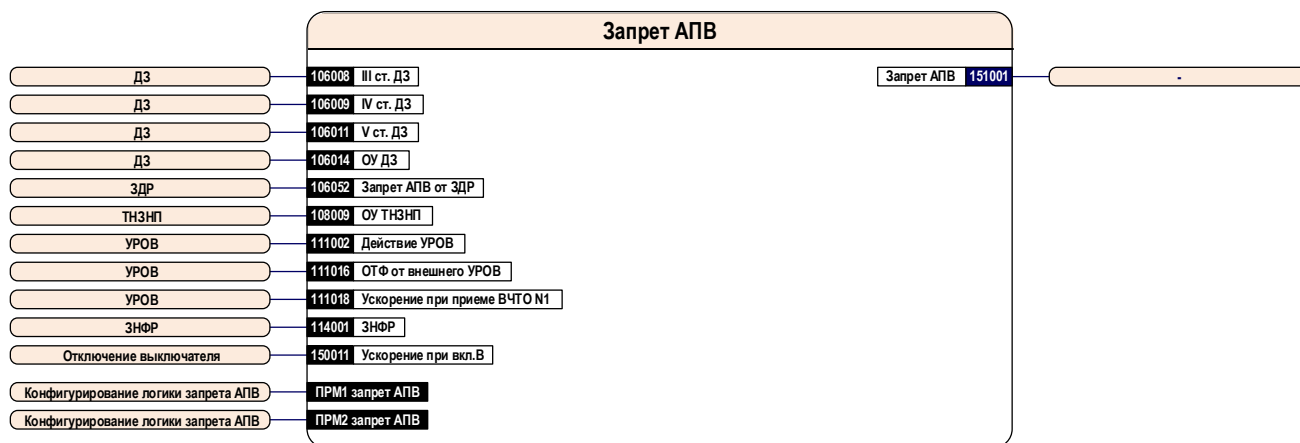 Запрет АПВ
ДЗ 106008 III ст. ДЗ Запрет АПВ 151001 -
ДЗ 106009 IV ст. ДЗ
ДЗ 106011 V ст. ДЗ
ДЗ 106014 ОУ ДЗ
ЗДР 106052 Запрет АПВ от ЗДР
ТНЗНП 108009 ОУ ТНЗНП
УРОВ 111002 Действие УРОВ
УРОВ 111016 ОТФ от внешнего УРОВ
УРОВ 111018 Ускорение при приеме ВЧТО N1
ЗНФР 114001 ЗНФР
Отключение выключателя 150011 Ускорение при вкл.В
Конфигурирование логики запрета АПВ ПРМ1 запрет АПВ
Конфигурирование логики запрета АПВ ПРМ2 запрет АПВ